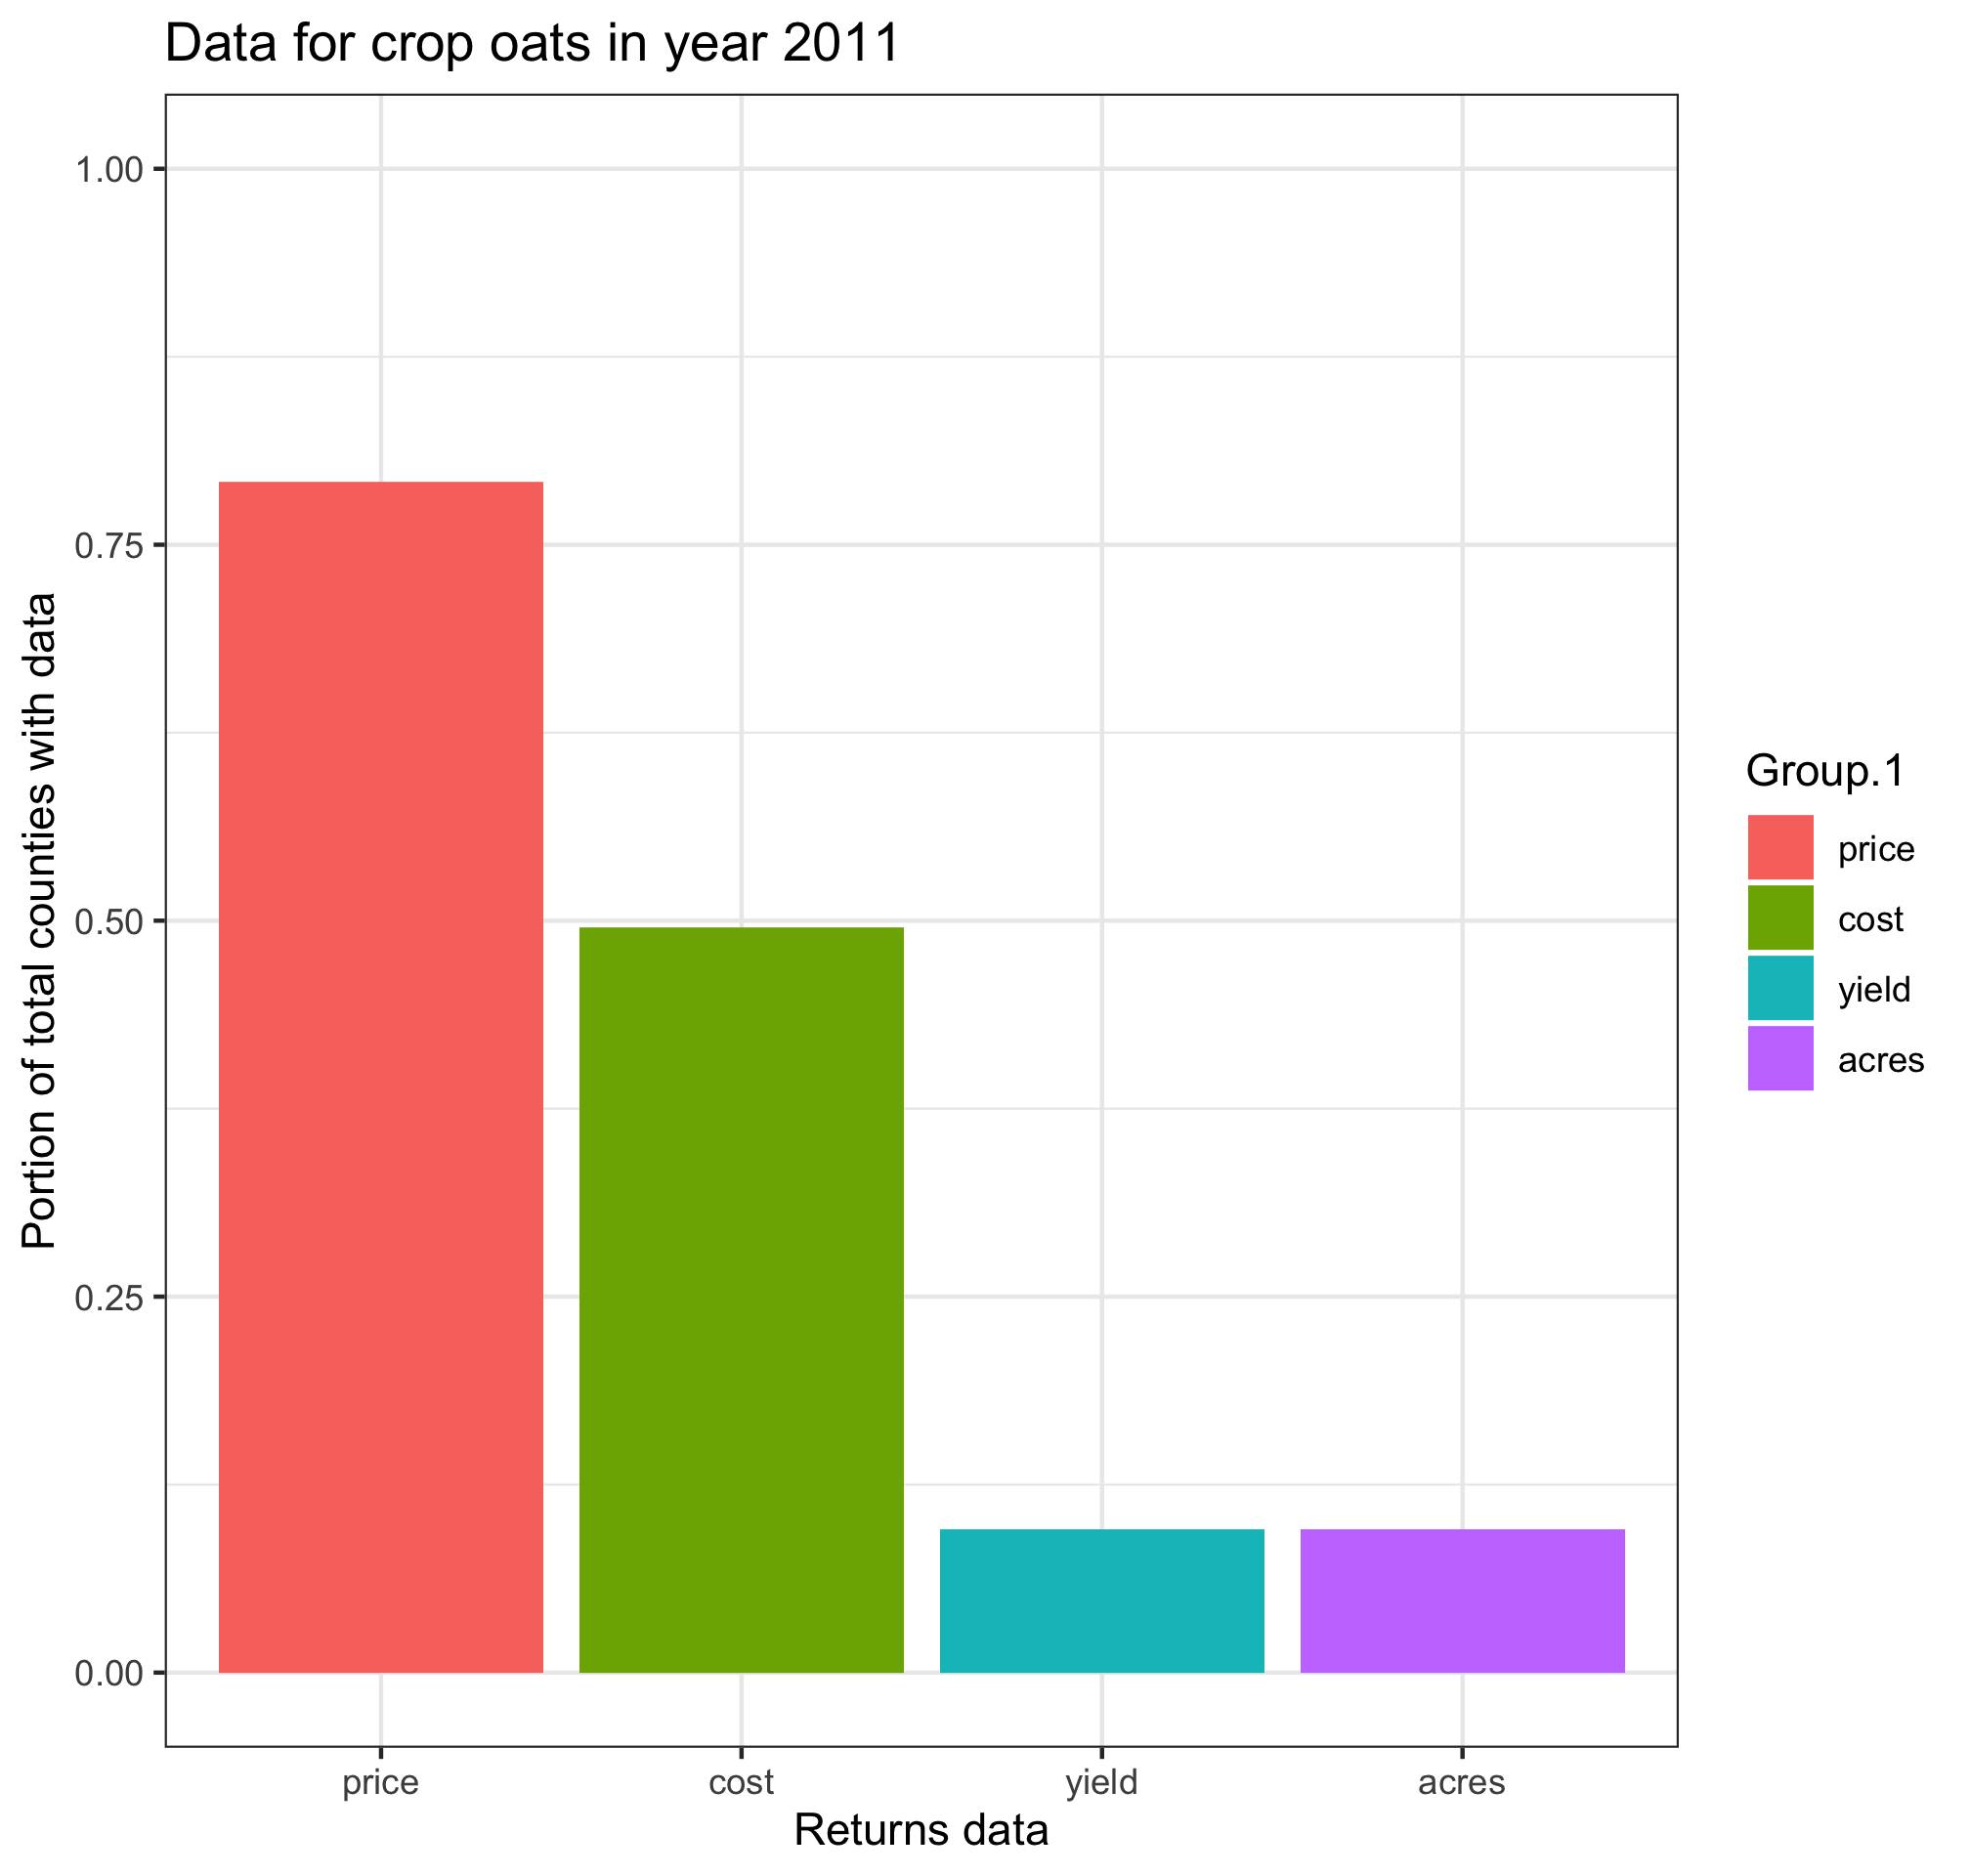 Data for crop oats in year 2011
Portion of total counties with data
1.00
0.75
0.50
0.25
0.00
price
cost
yield
acres
Returns data
Group.1
price
cost
yield
acres